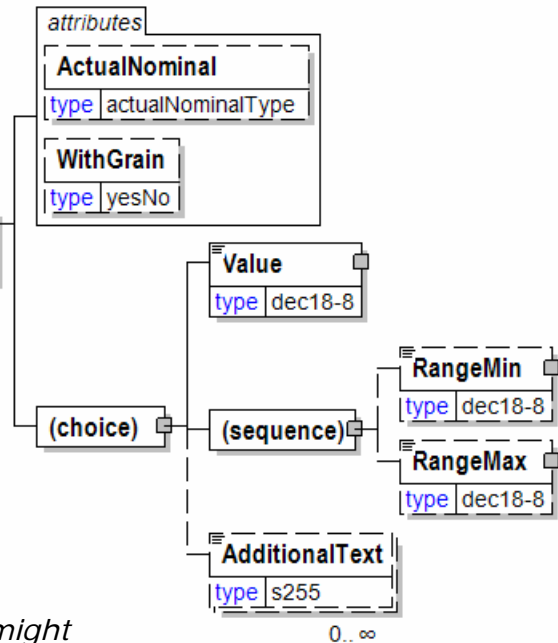 attributes
ActualNominal
type actualNominalType
WithGrain
type yesNo
Value
type dec18-8
(choice)
(sequence)
RangeMin
type dec18-8
RangeMax
type dec18-8
AdditionalText
type s255
0.. ∞
might